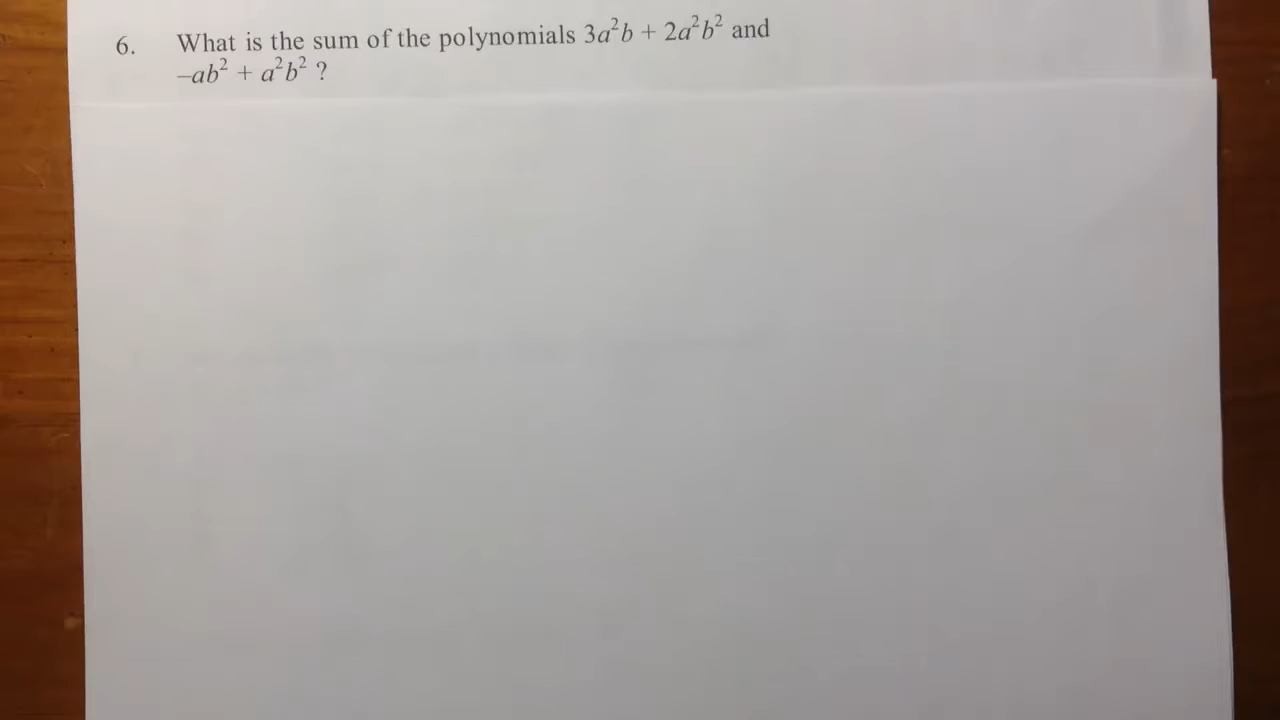 6. What is the sum of the polynomials 3a²b + 2a²b² and
–ab² + a²b² ?